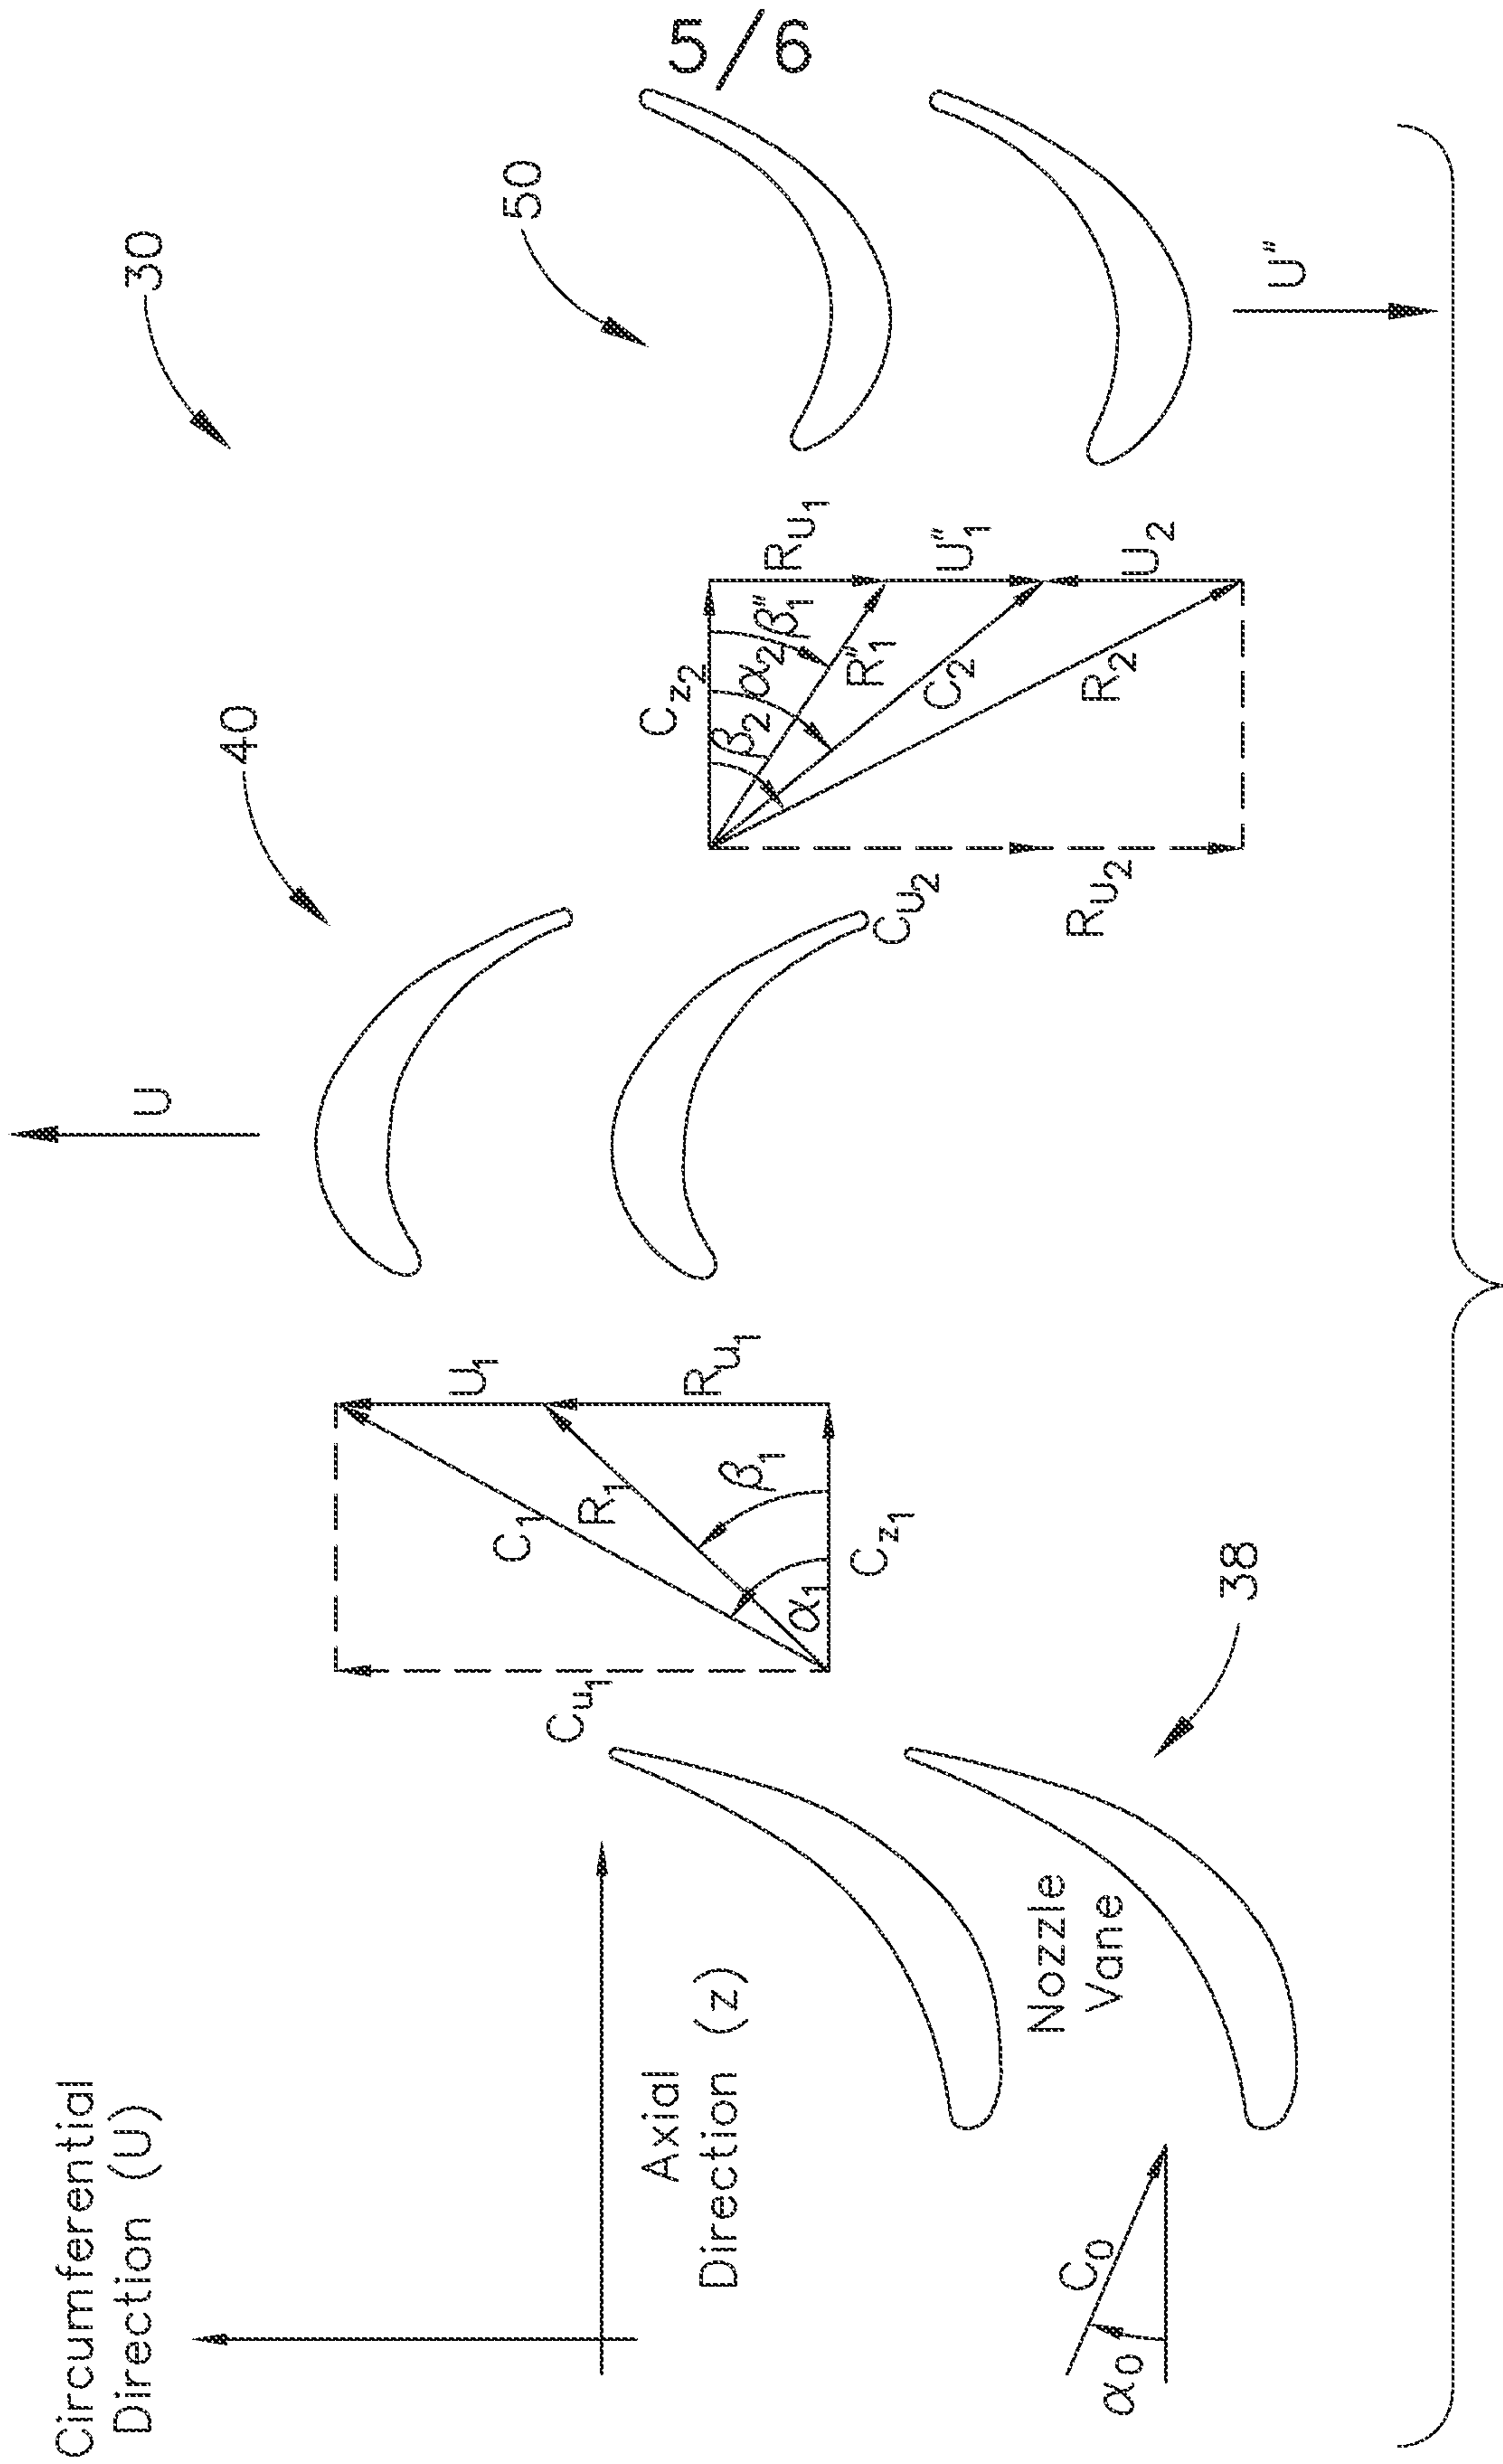 5/6
Circumferential
Direction (U)
Axial
Direction (z)
α0
C0
Nozzle
Vane
38
Cu1
C1
R1
U1
Ru1
α1
β1
Cz1
U
40
30
Cz2
β2
α2
β"1
Ru1
R"1
U"1
C2
R2
U2
CU2
RU2
50
U"